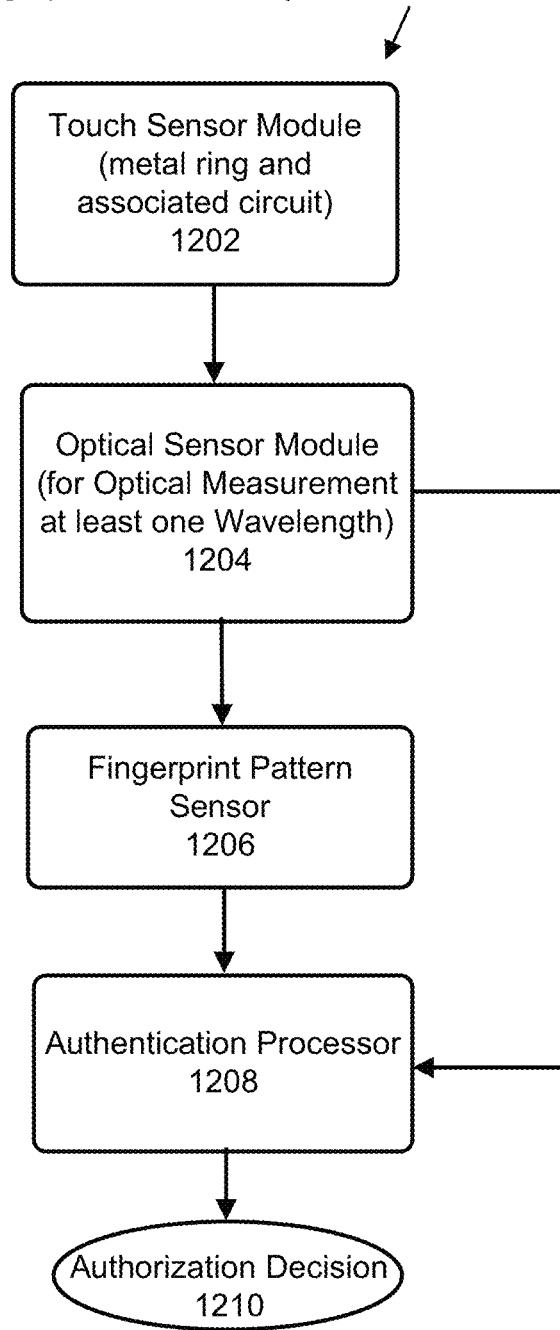 Touch Sensor Module
(metal ring and
associated circuit)
1202
Optical Sensor Module
(for Optical Measurement
at least one Wavelength)
1204
Fingerprint Pattern
Sensor
1206
Authentication Processor
1208
Authorization Decision
1210